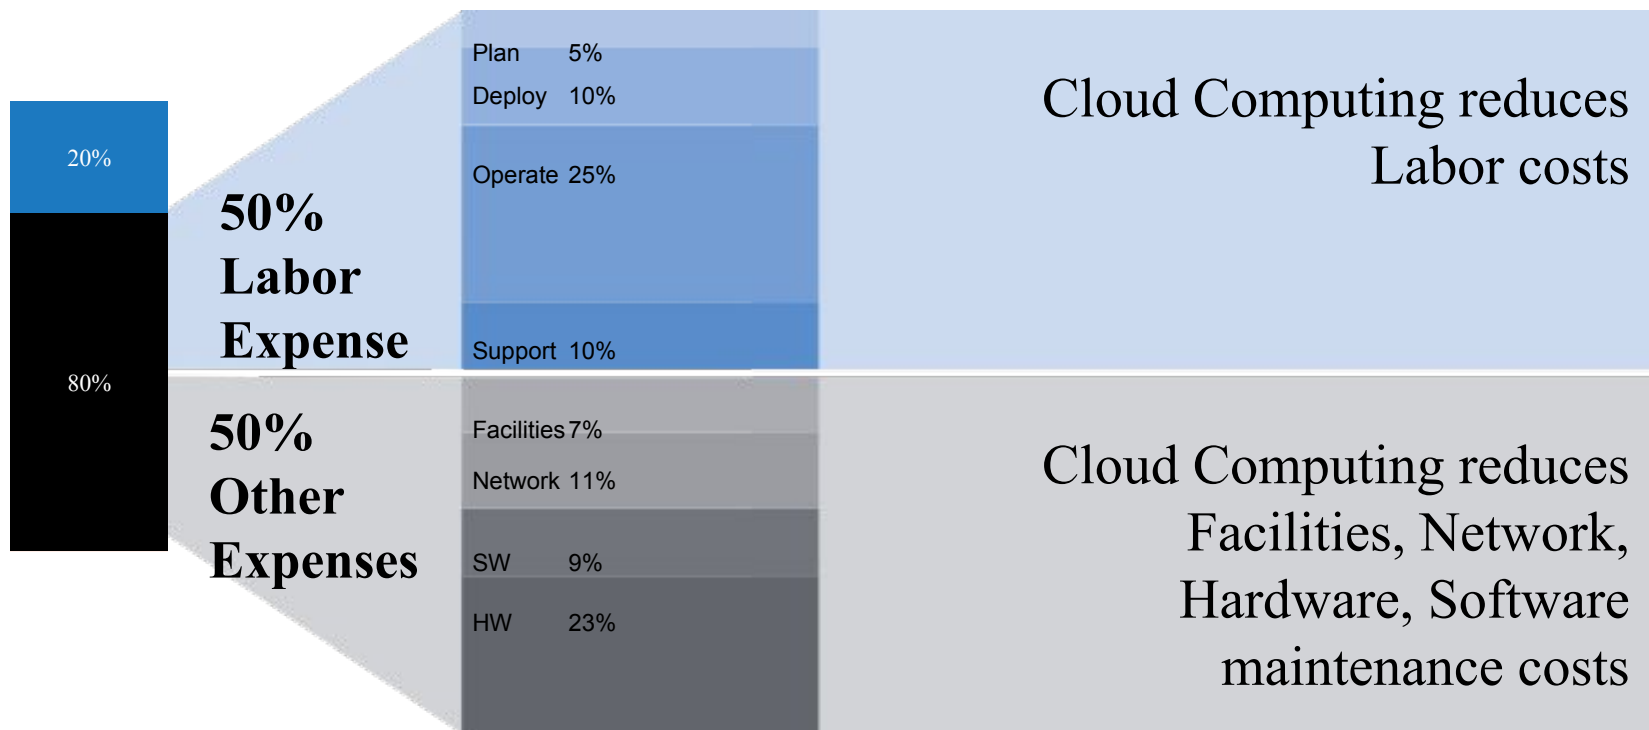 20%
80%
50%
Labor
Expense
50%
Other
Expenses
Plan 5%
Deploy 10%
Operate 25%
Support 10%
Facilities 7%
Network 11%
SW 9%
HW 23%
Cloud Computing reduces
Labor costs
Cloud Computing reduces
Facilities, Network,
Hardware, Software
maintenance costs